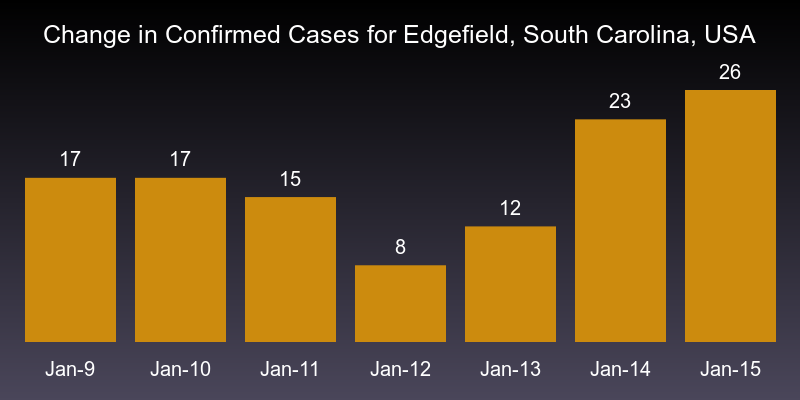 Change in Confirmed Cases for Edgefield, South Carolina, USA
17
17
15
8
12
23
26
Jan-9
Jan-10
Jan-11
Jan-12
Jan-13
Jan-14
Jan-15